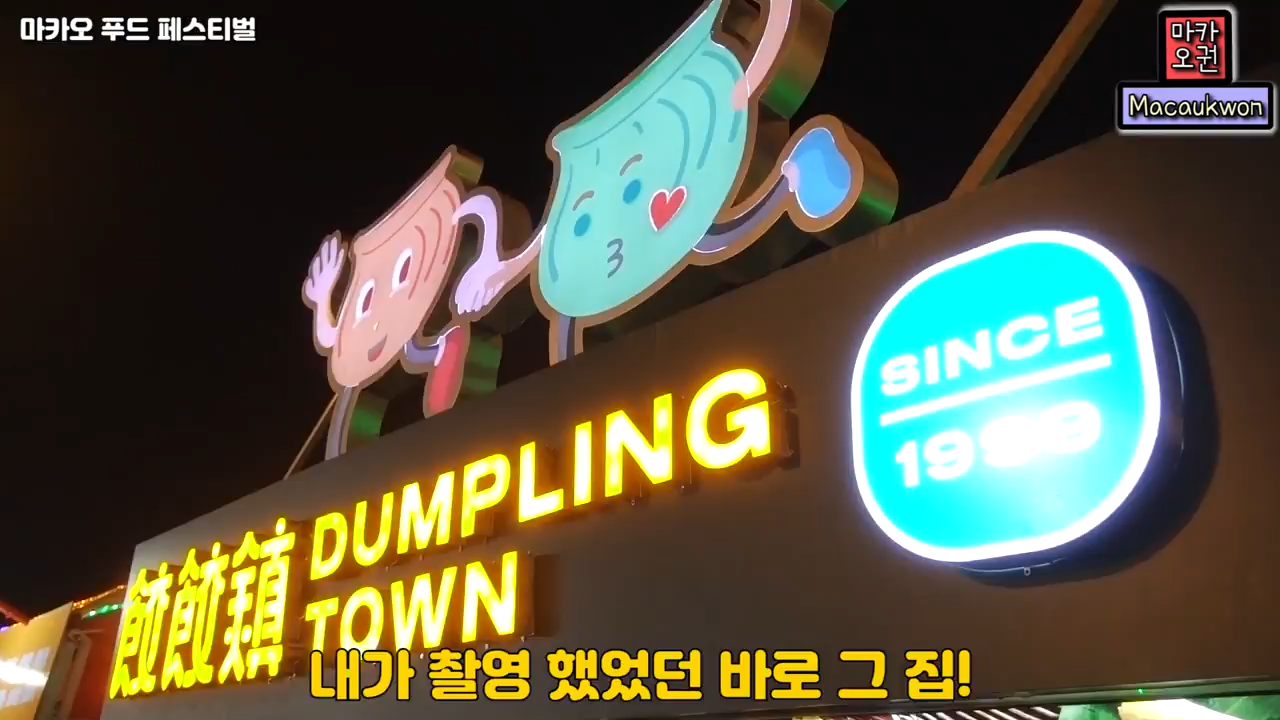 마카오 푸드 페스티벌
마카
오권
Macaukwon
SINCE
餃餃鎮 DUMPLING
TOWN
내가 촬영 했었던 바로 그 집!